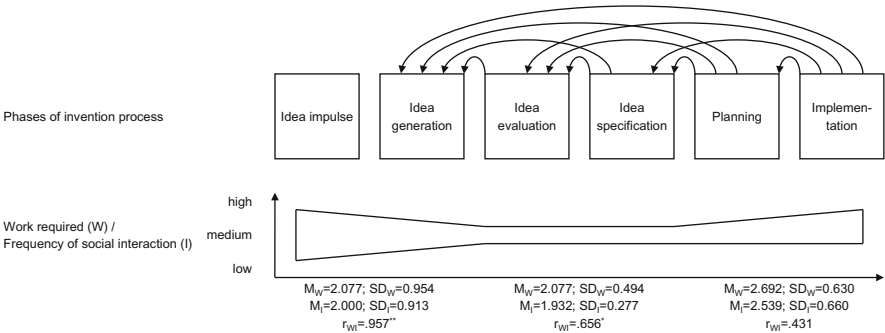 Phases of invention process
Idea impulse
Idea
generation
Idea
evaluation
Idea
specification
Planning
Implemen-
tation
Work required (W) /
Frequency of social interaction (I)
high
medium
low
M_W=2.077; SD_W=0.954
M_I=2.000; SD_I=0.913
r_WI=.957**
M_W=2.077; SD_W=0.494
M_I=1.932; SD_I=0.277
r_WI=.656*
M_W=2.692; SD_W=0.630
M_I=2.539; SD_I=0.660
r_WI=.431